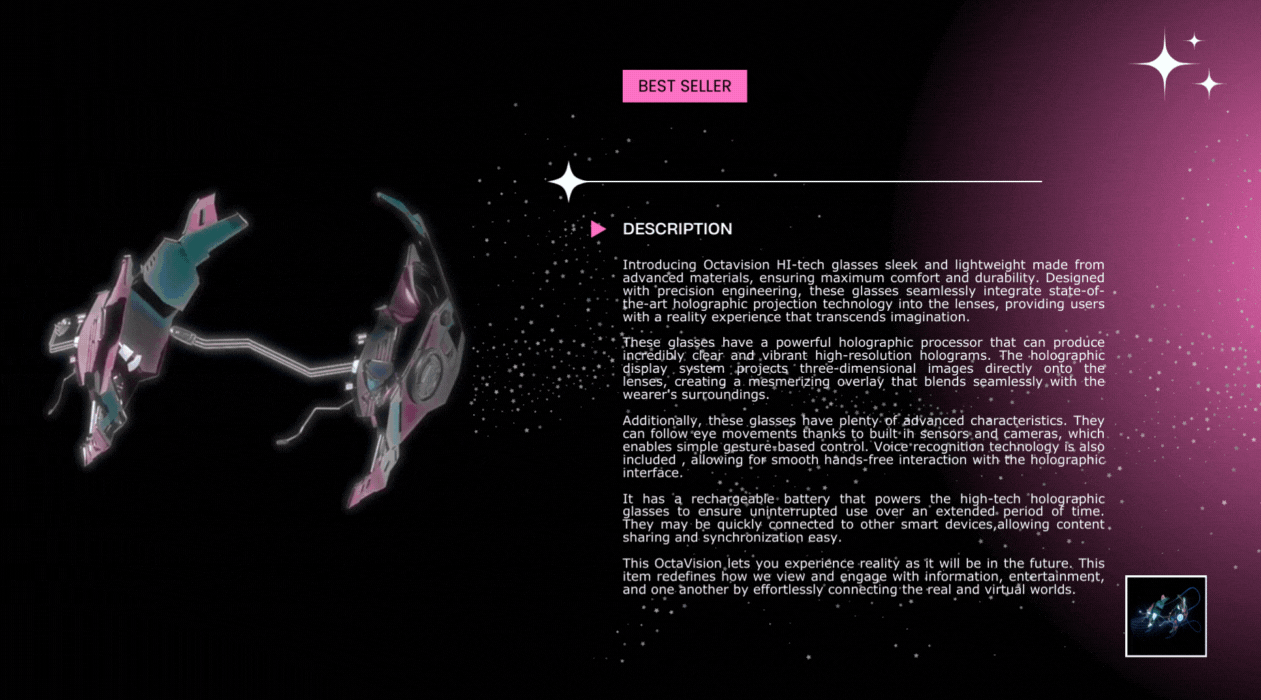 BEST SELLER
DESCRIPTION
Introducing Octavision HI-tech glasses sleek and lightweight made from
advanced materials, ensuring maximum comfort and durability. Designed
with precision engineering, these glasses seamlessly integrate state-of-
the-art holographic projection technology into the lenses, providing users
with a reality experience that transcends imagination.
These glasses have a powerful holographic processor that can produce
incredibly clear and vibrant high-resolution holograms. The holographic
display system projects three-dimensional images directly onto the
lenses, creating a mesmerizing overlay that blends seamlessly with the
wearer's surroundings.
Additionally, these glasses have plenty of advanced characteristics. They
can follow eye movements thanks to built-in sensors and cameras, which
enables simple gesture-based control. Voice recognition technology is also
included , allowing for smooth hands-free interaction with the holographic
interface.
It has a rechargeable battery that powers the high-tech holographic
glasses to ensure uninterrupted use over an extended period of time.
They may be quickly connected to other smart devices,allowing content
sharing and synchronization easy.
This OctaVision lets you experience reality as it will be in the future. This
item redefines how we view and engage with information, entertainment,
and one another by effortlessly connecting the real and virtual worlds.